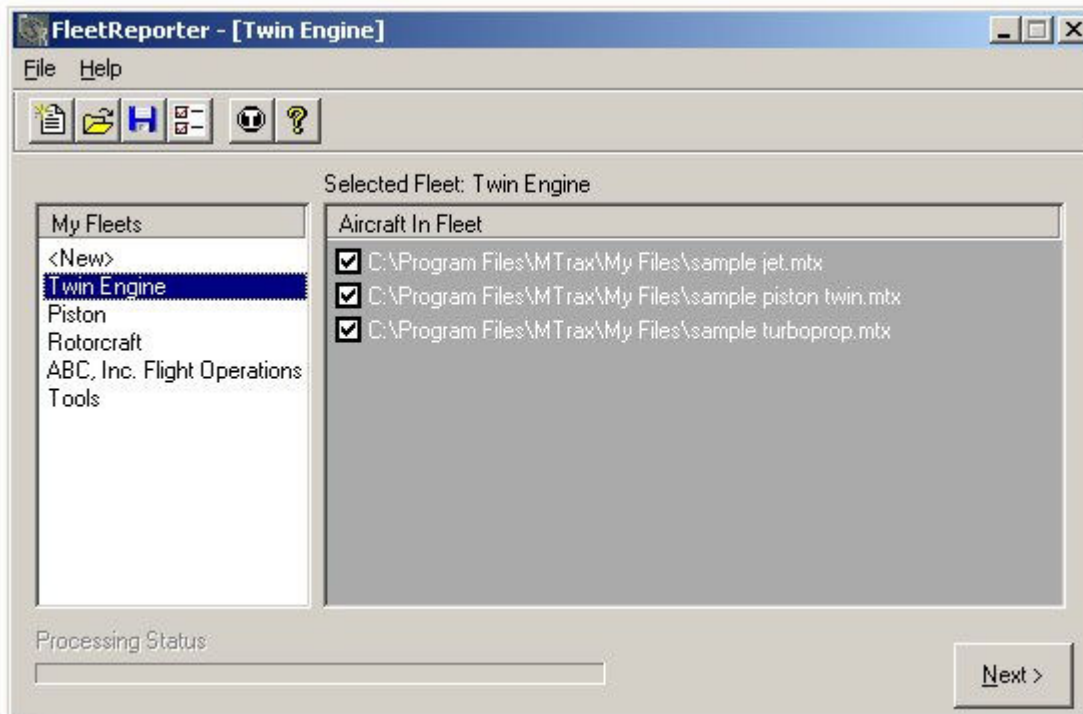 FleetReporter - [Twin Engine]
File Help
Selected Fleet: Twin Engine
My Fleets
<New>
Twin Engine
Piston
Rotorcraft
ABC, Inc. Flight Operations
Tools
Aircraft In Fleet
C:\Program Files\MTrax\My Files\sample jet.mtx
C:\Program Files\MTrax\My Files\sample piston twin.mtx
C:\Program Files\MTrax\My Files\sample turboprop.mtx
Processing Status
Next >